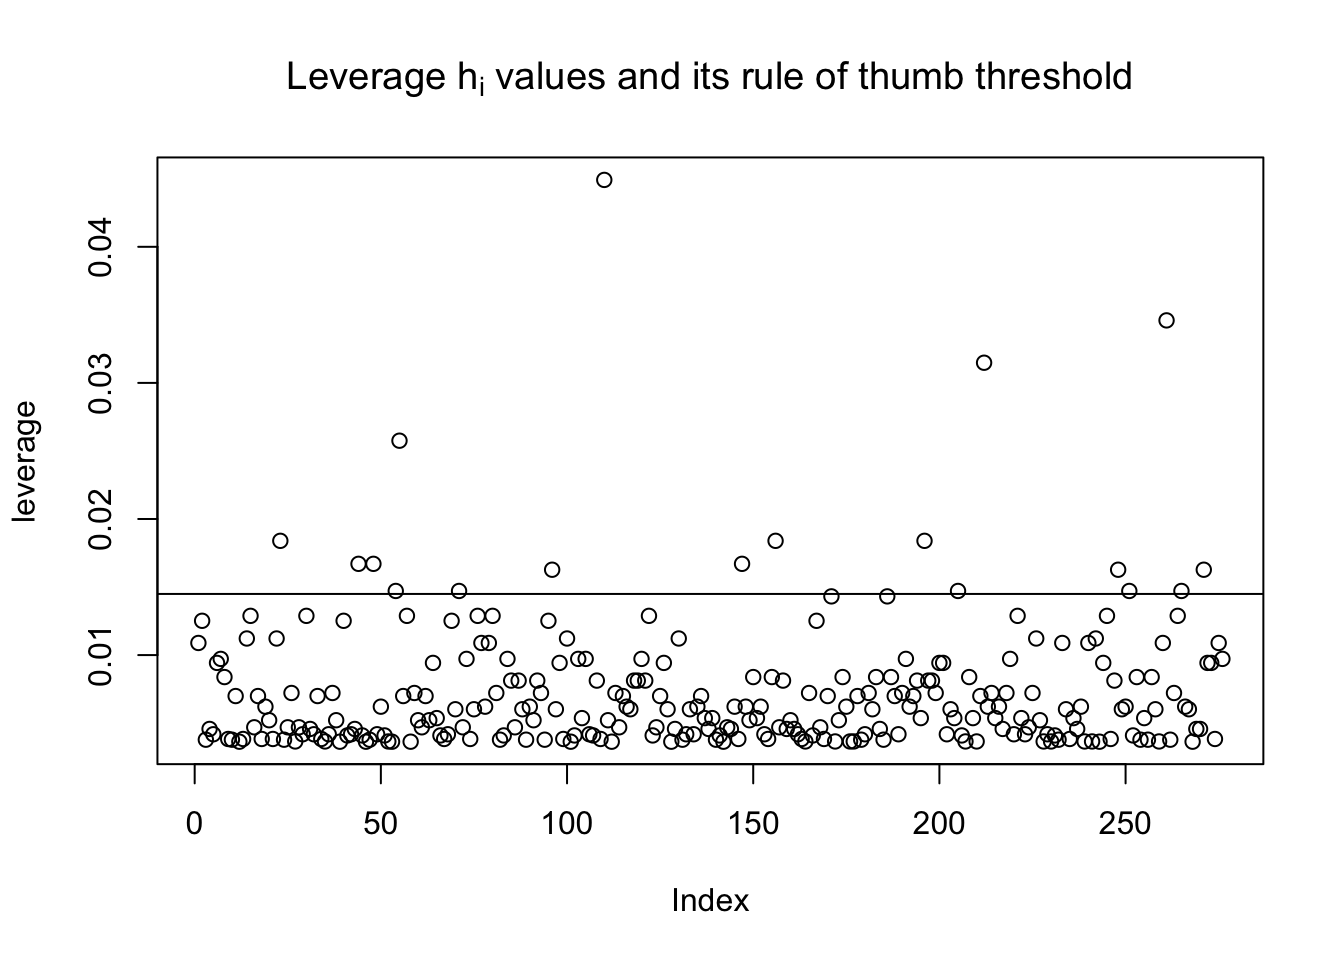 Leverage hᵢ values and its rule of thumb threshold
leverage
0.04
0.03
0.02
0.01
0 50 100 150 200 250
Index